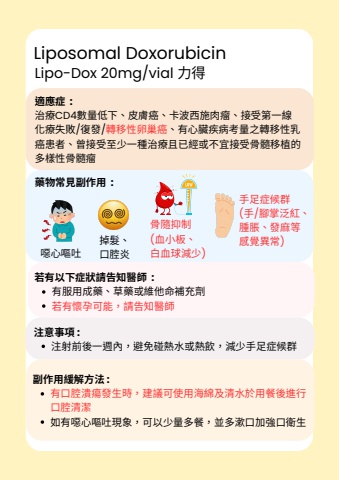 Liposomal Doxorubicin
Lipo-Dox 20mg/vial 力得
適應症：
治療CD4數量低下、皮膚癌、卡波西施肉瘤、接受第一線
化療失敗/復發/轉移性卵巢癌、有心臟疾病考量之轉移性乳
癌患者、曾接受至少一種治療且已經或不宜接受骨髓移植的
多樣性骨髓瘤
藥物常見副作用：
噁心嘔吐
掉髮、
口腔炎
骨隨抑制
(血小板、
白血球減少)
手足症候群
(手/腳掌泛紅、
腫脹、發麻等
感覺異常)
若有以下症狀請告知醫師：
• 有服用成藥、草藥或維他命補充劑
• 若有懷孕可能，請告知醫師
注意事項：
• 注射前後一週內，避免碰熱水或熱飲，減少手足症候群
副作用緩解方法：
• 有口腔潰瘍發生時，建議可使用海綿及清水於用餐後進行
口腔清潔
• 如有噁心嘔吐現象，可以少量多餐，並多漱口加強口衛生